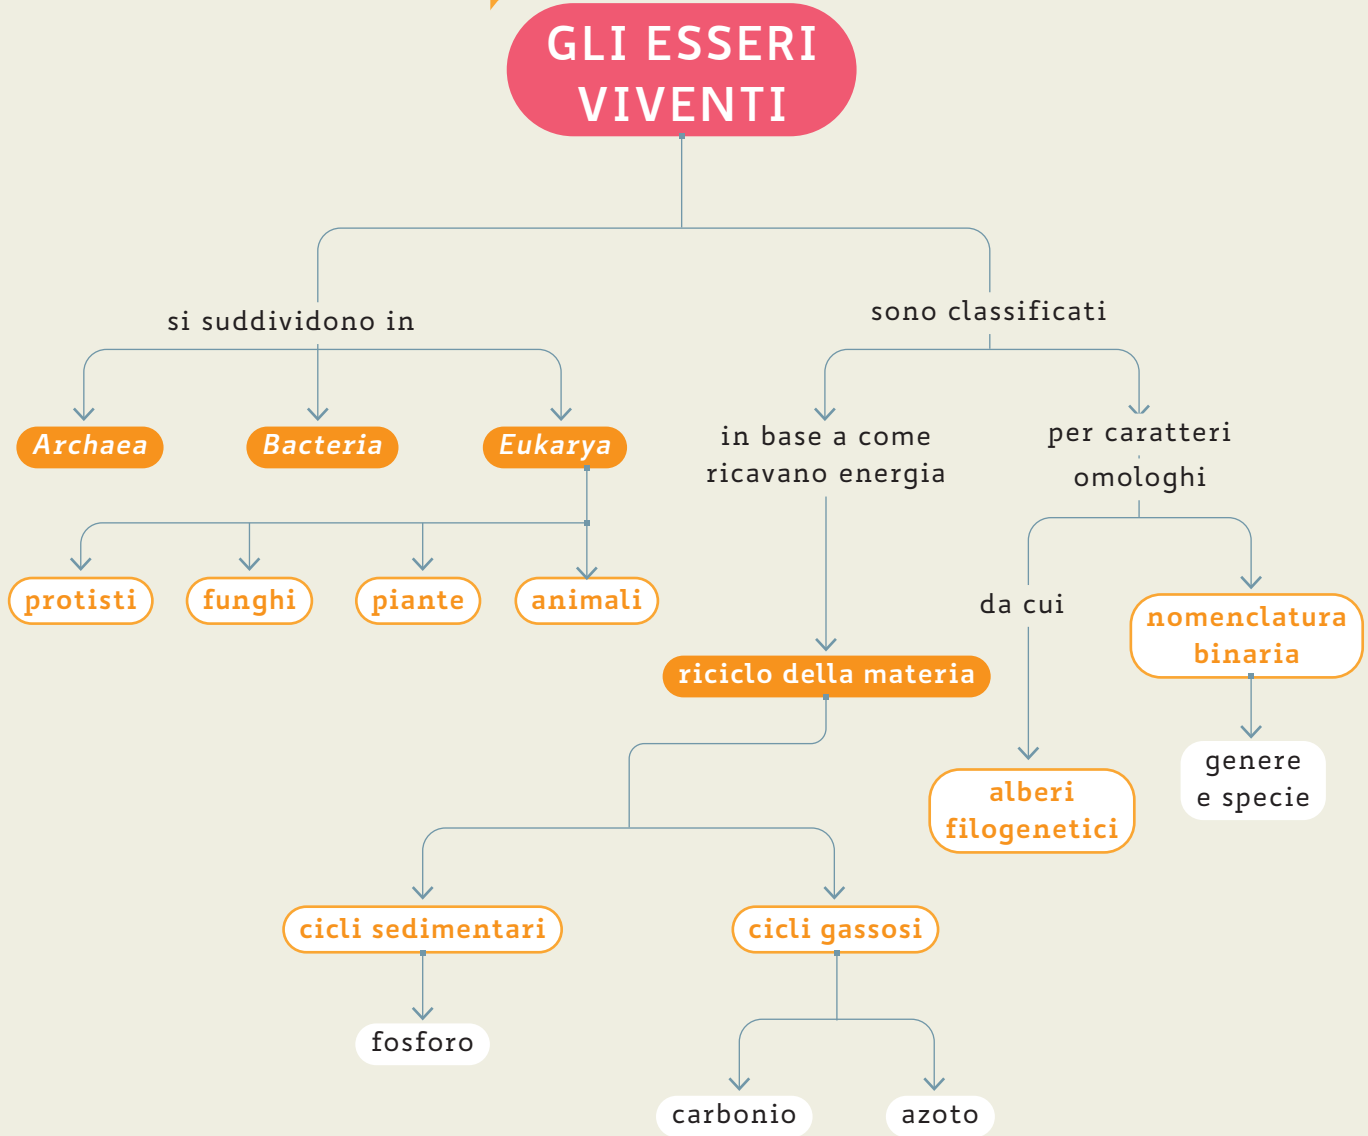 GLI ESSERI
VIVENTI
si suddividono in
sono classificati
Archaea
Bacteria
Eukarya
in base a come
ricavano energia
per caratteri
omologhi
protisti
funghi
piante
animali
da cui
nomenclatura
binaria
riciclo della materia
genere
e specie
alberi
filogenetici
cicli sedimentari
cicli gassosi
fosforo
carbonio
azoto